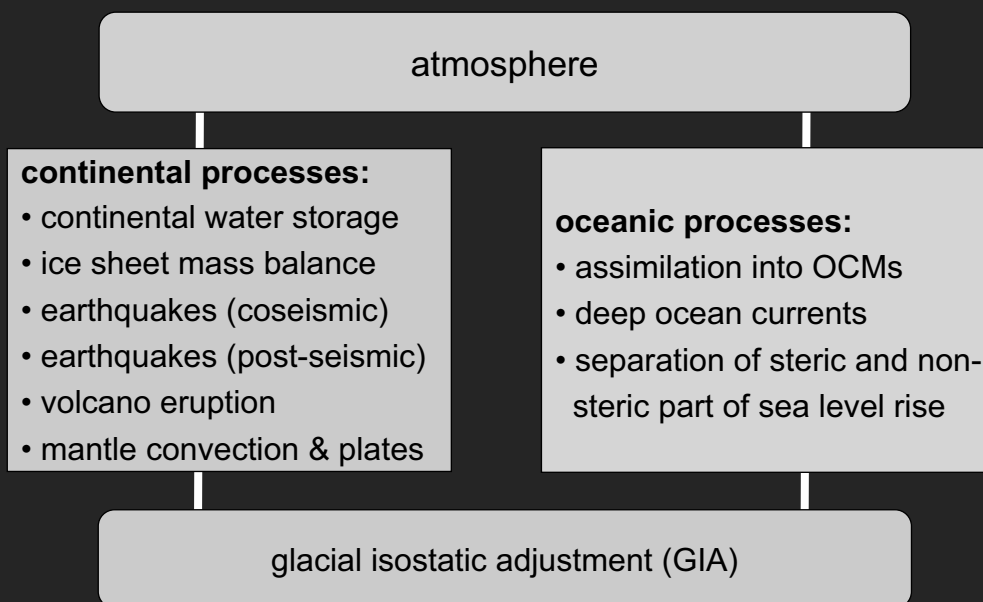 atmosphere
continental processes:
• continental water storage
• ice sheet mass balance
• earthquakes (coseismic)
• earthquakes (post-seismic)
• volcano eruption
• mantle convection & plates
oceanic processes:
• assimilation into OCMs
• deep ocean currents
• separation of steric and non-
steric part of sea level rise
glacial isostatic adjustment (GIA)